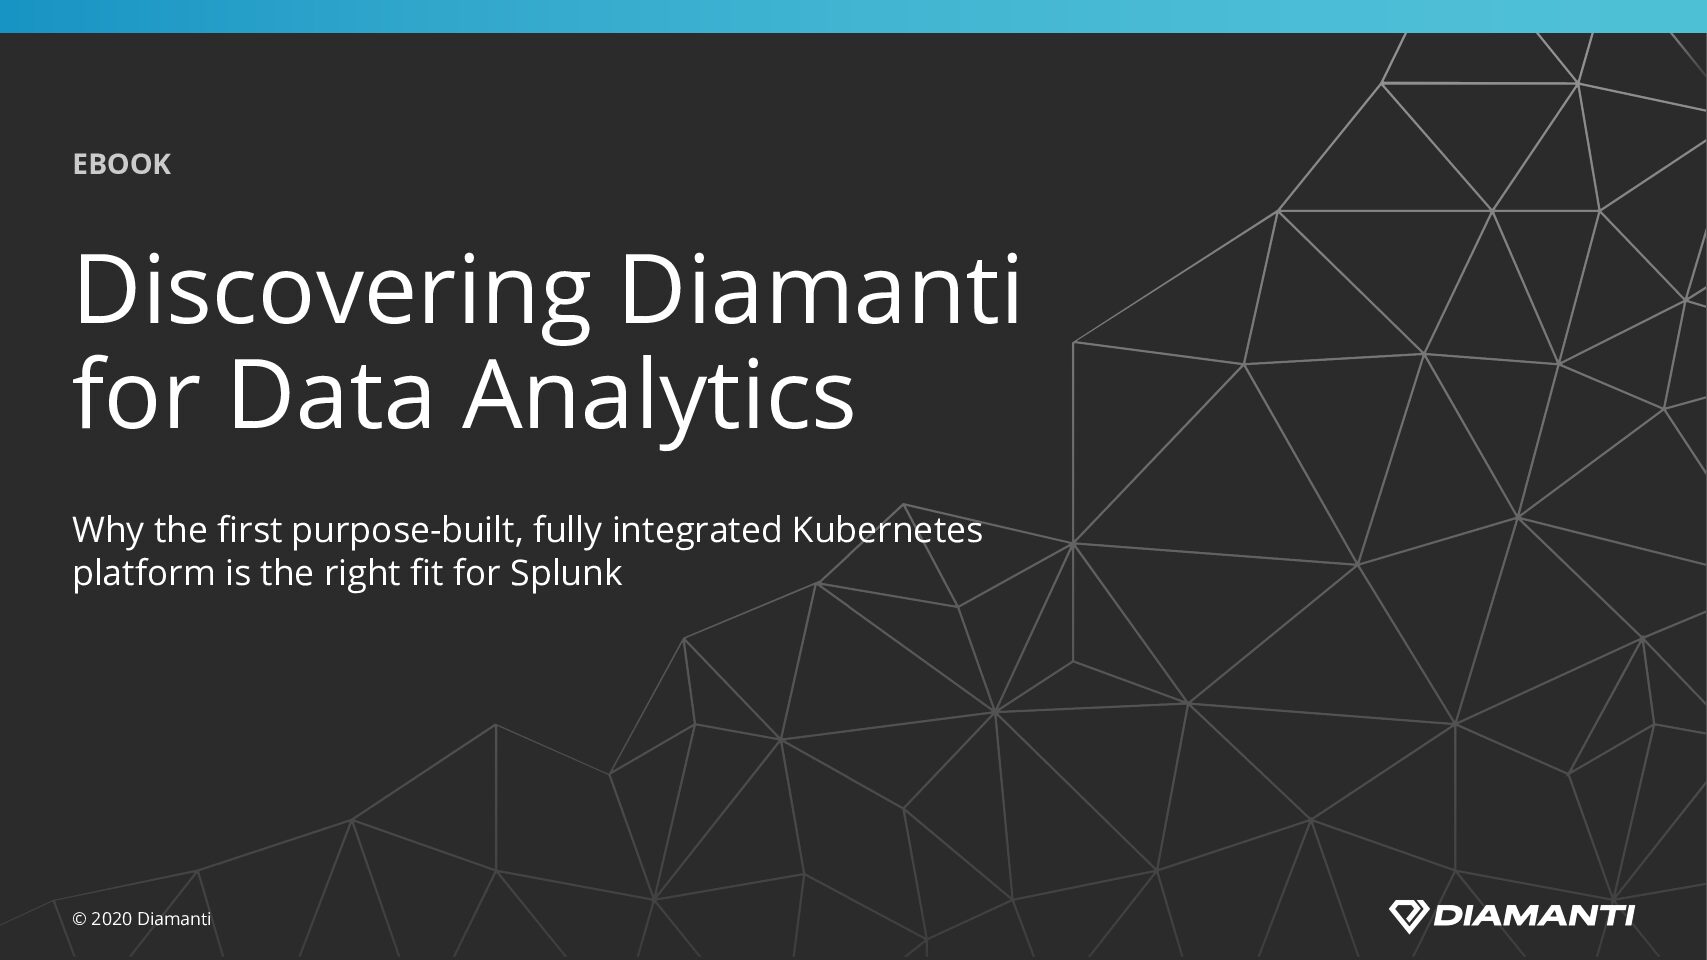 EBOOK
Discovering Diamanti
for Data Analytics
Why the first purpose-built, fully integrated Kubernetes
platform is the right fit for Splunk
© 2020 Diamanti
DIAMANTI